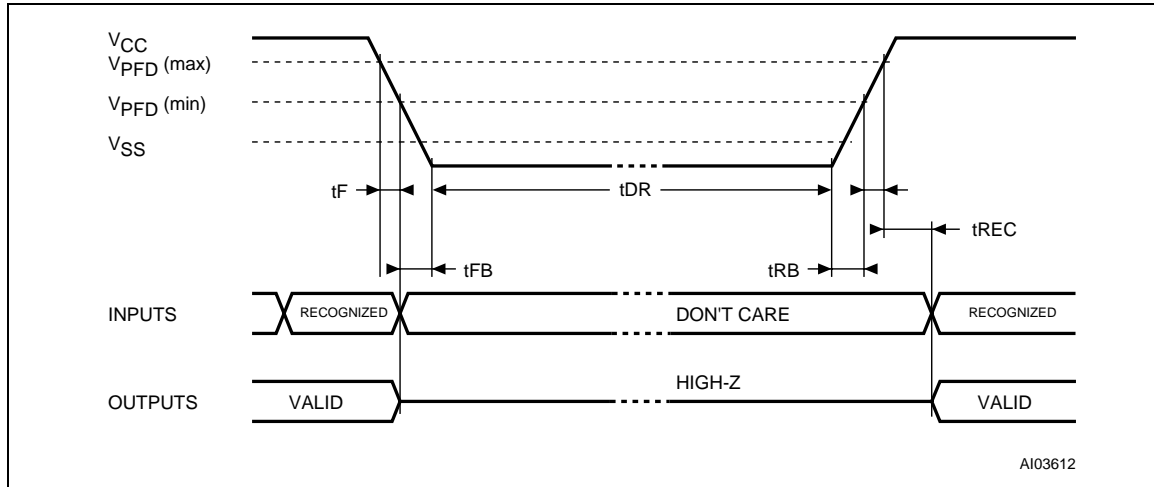 VCC
VPFD (max)
VPFD (min)
VSS
tF
tDR
tREC
tFB
tRB
INPUTS
RECOGNIZED
DON'T CARE
RECOGNIZED
HIGH-Z
OUTPUTS
VALID
VALID
AI03612